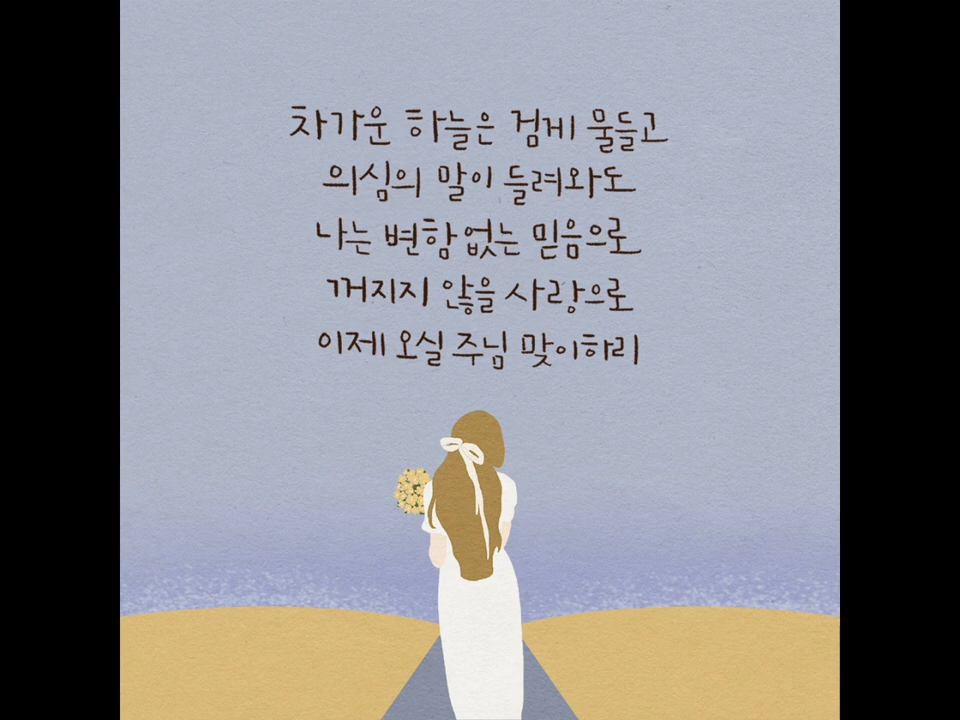 차가운 하늘은 검게 물들고
의심의 말이 들려와도
나는 변함없는 믿음으로
꺼지지 않을 사랑으로
이제 오실 주님 맞이하리